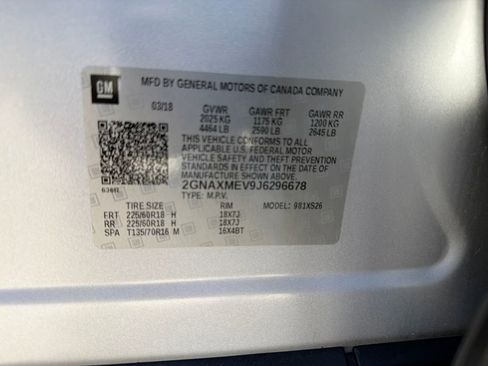 GM
MFD BY GENERAL MOTORS OF CANADA COMPANY
03/18 GVWR GAWR FRT GAWR RR
2025 KG 1175 KG 1200 KG
4464 LB 2590 LB 2645 LB
THIS VEHICLE CONFORMS TO ALL
APPLICABLE U.S. FEDERAL MOTOR
VEHICLE SAFETY AND THEFT PREVENTION
STANDARDS IN EFFECT ON THE DATE OF
MANUFACTURE SHOWN ABOVE.
2GNAXMEV9J6296678
TYPE: M.P.V.
TIRE SIZE RIM MODEL: 981XS26
FRT 225/60R18 H 18X7J
RR 225/60R18 H 18X7J
SPA T135/70R16 M 16X4BT